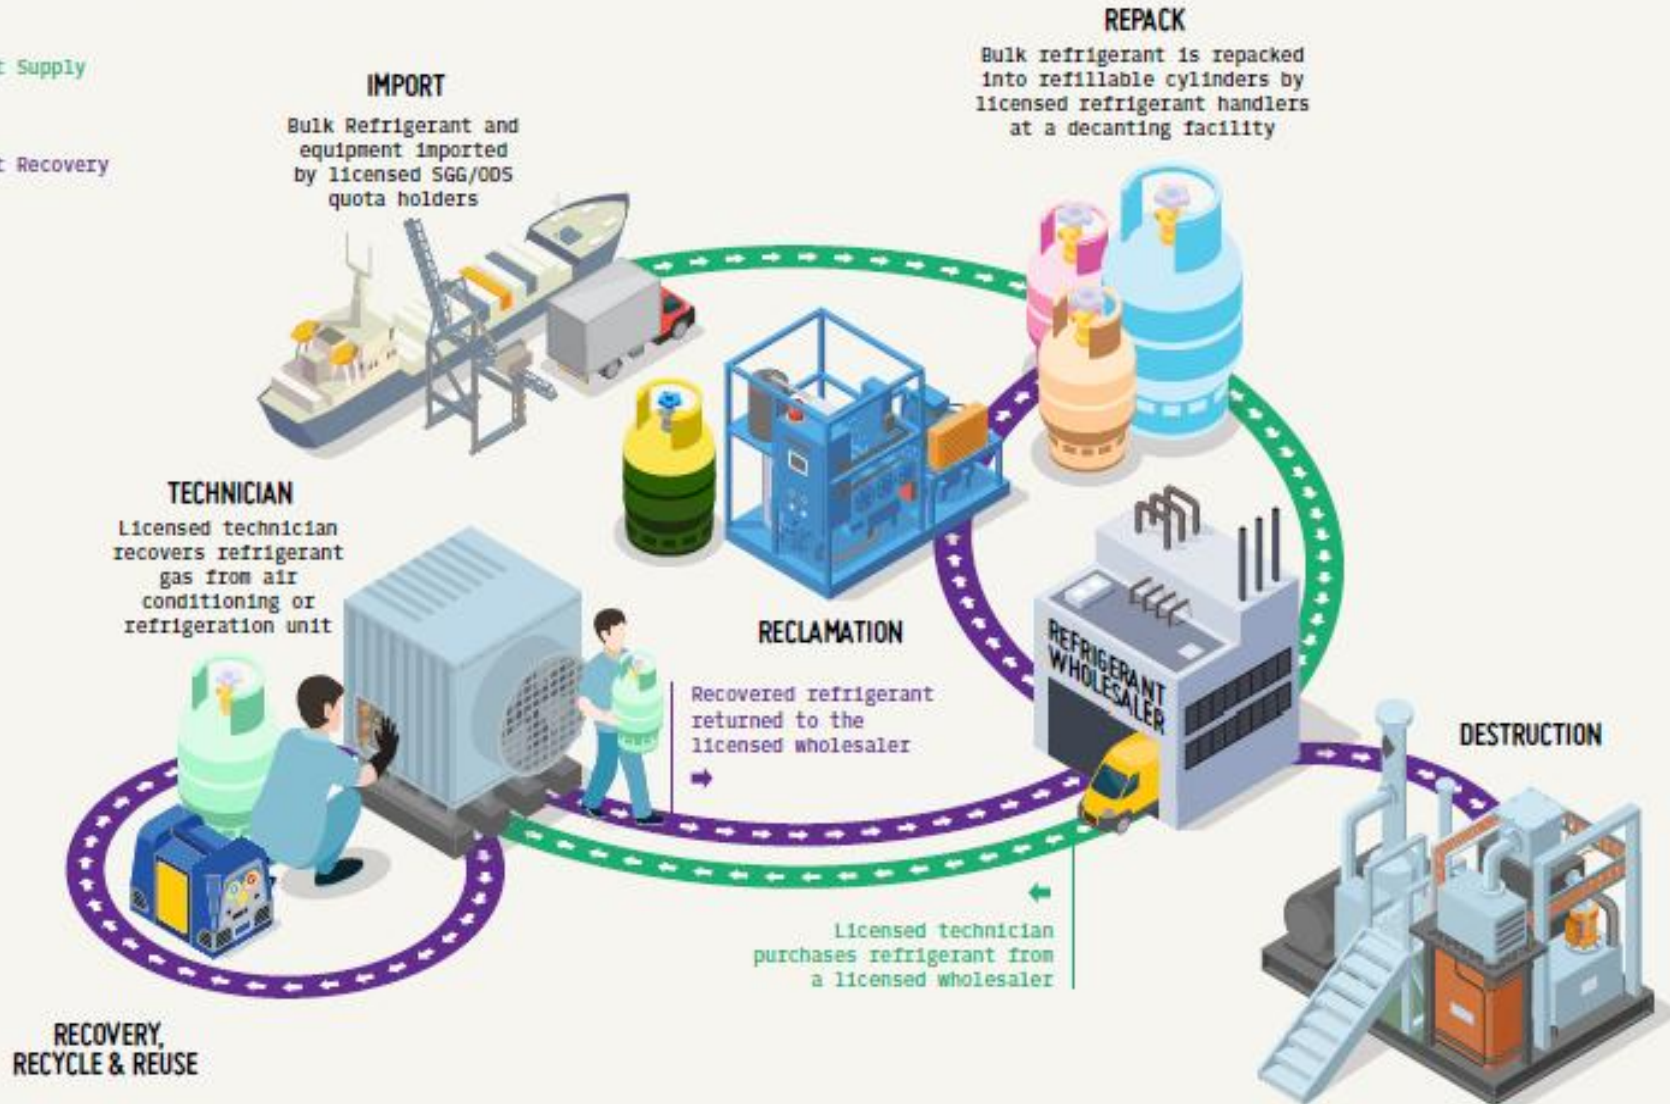 t Supply
t Recovery
IMPORT
Bulk Refrigerant and
equipment imported
by licensed SGG/ODS
quota holders
REPACK
Bulk refrigerant is repacked
into refillable cylinders by
licensed refrigerant handlers
at a decanting facility
TECHNICIAN
Licensed technician
recovers refrigerant
gas from air
conditioning or
refrigeration unit
RECLAMATION
Recovered refrigerant
returned to the
licensed wholesaler
REFRIGERANT
WHOLESALER
DESTRUCTION
Licensed technician
purchases refrigerant from
a licensed wholesaler
RECOVERY,
RECYCLE & REUSE